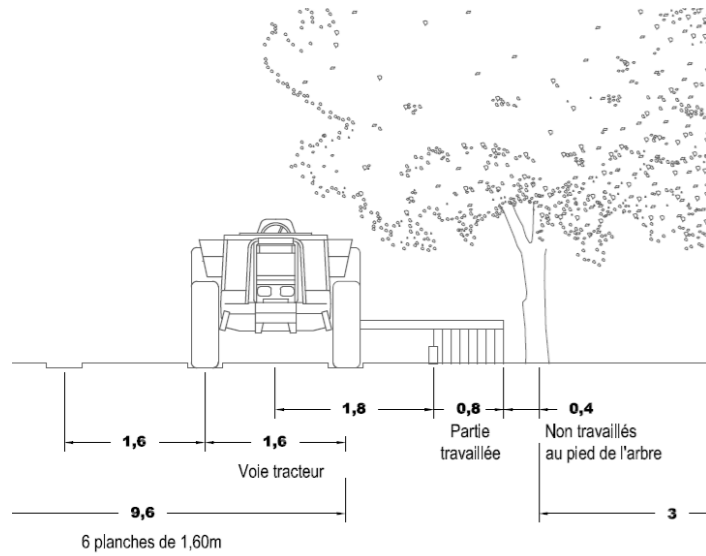 1,8
0,8
0,4
1,6
1,6
Partie
travaillée
Non travaillés
au pied de l'arbre
Voie tracteur
9,6
3
6 planches de 1,60m